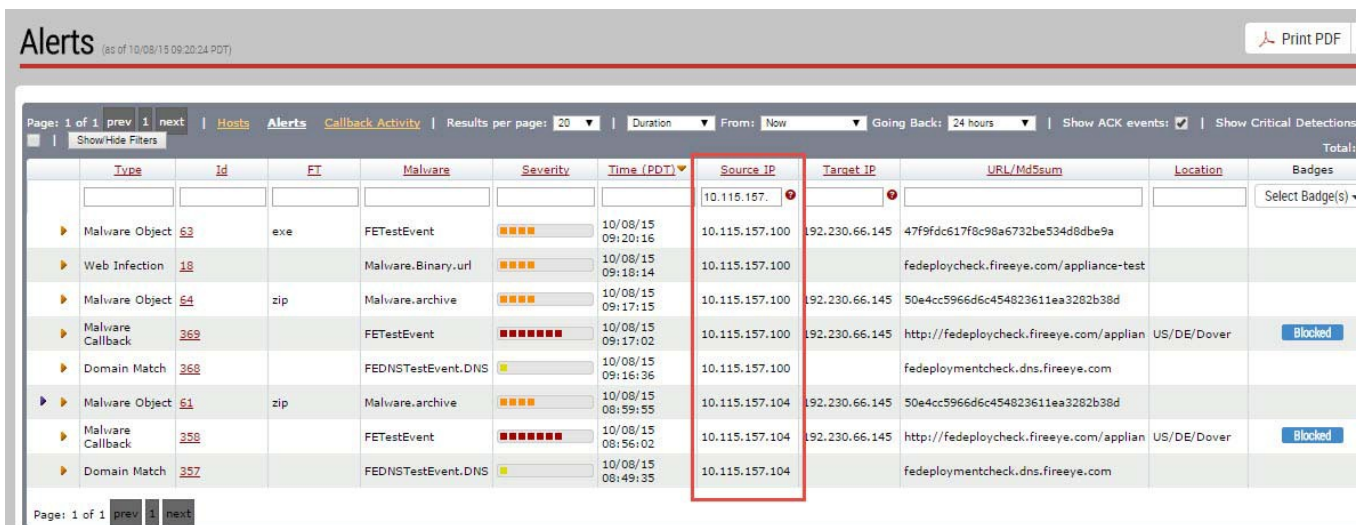 Alerts (as of 10/08/15 09:20:24 PDT) Print PDF
Page: 1 of 1 prev 1 next | Hosts Alerts Callback Activity | Results per page: 20 | Duration From: Now Going Back: 24 hours | Show ACK events: | Show Critical Detections
| Show/Hide Filters Total:
Type Id FT Malware Severity Time (PDT) Source IP Target IP URL/Md5sum Location Badges
10.115.157. Select Badge(s)
Malware Object 63 exe FETestEvent 10/08/15 09:20:16 10.115.157.100 192.230.66.145 47f9fdc617f8c98a6732be534d8dbe9a
Web Infection 18 Malware.Binary.url 10/08/15 09:18:14 10.115.157.100 fedeploycheck.fireeye.com/appliance-test
Malware Object 64 zip Malware.archive 10/08/15 09:17:15 10.115.157.100 192.230.66.145 50e4cc5966d6c454823611ea3282b38d
Malware Callback 369 FETestEvent 10/08/15 09:17:02 10.115.157.100 192.230.66.145 http://fedeploycheck.fireeye.com/applian US/DE/Dover Blocked
Domain Match 368 FEDNSTestEvent.DNS 10/08/15 09:16:36 10.115.157.100 fedeploymentcheck.dns.fireeye.com
Malware Object 61 zip Malware.archive 10/08/15 08:59:55 10.115.157.104 192.230.66.145 50e4cc5966d6c454823611ea3282b38d
Malware Callback 358 FETestEvent 10/08/15 08:56:02 10.115.157.104 192.230.66.145 http://fedeploycheck.fireeye.com/applian US/DE/Dover Blocked
Domain Match 357 FEDNSTestEvent.DNS 10/08/15 08:49:35 10.115.157.104 fedeploymentcheck.dns.fireeye.com
Page: 1 of 1 prev 1 next